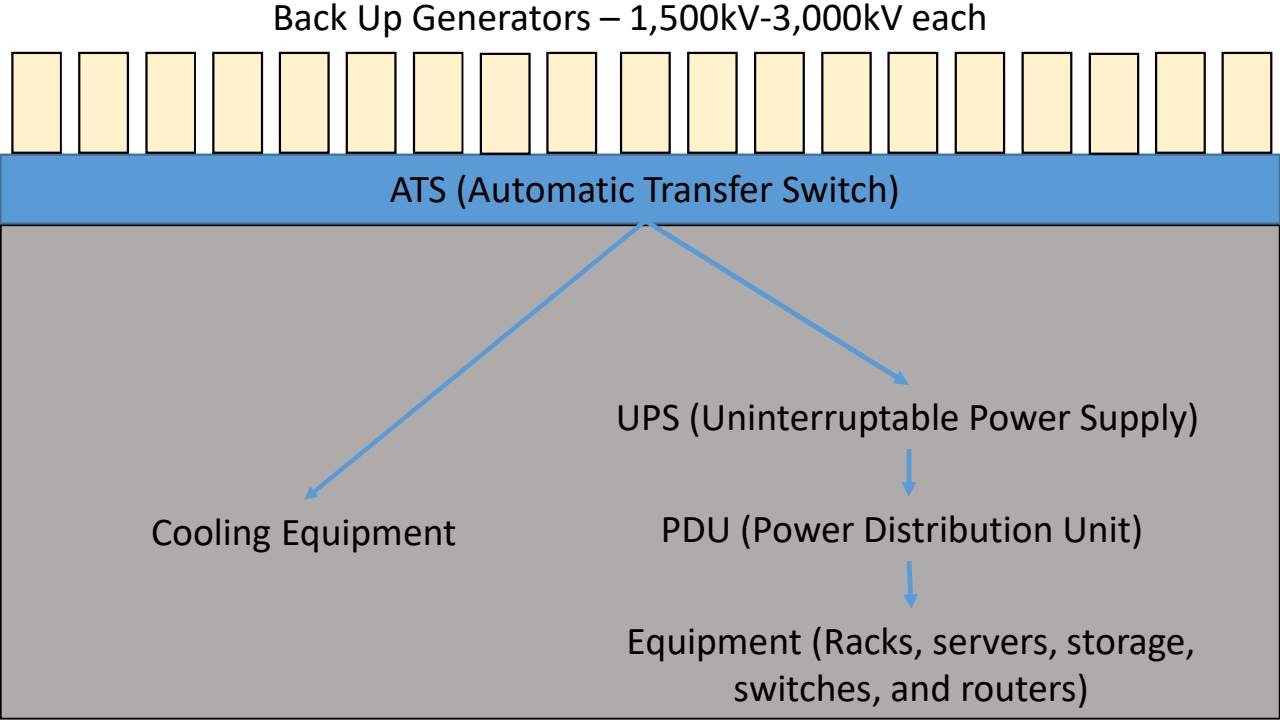 Back Up Generators – 1,500kV-3,000kV each
ATS (Automatic Transfer Switch)
UPS (Uninterruptable Power Supply)
Cooling Equipment
PDU (Power Distribution Unit)
Equipment (Racks, servers, storage,
switches, and routers)